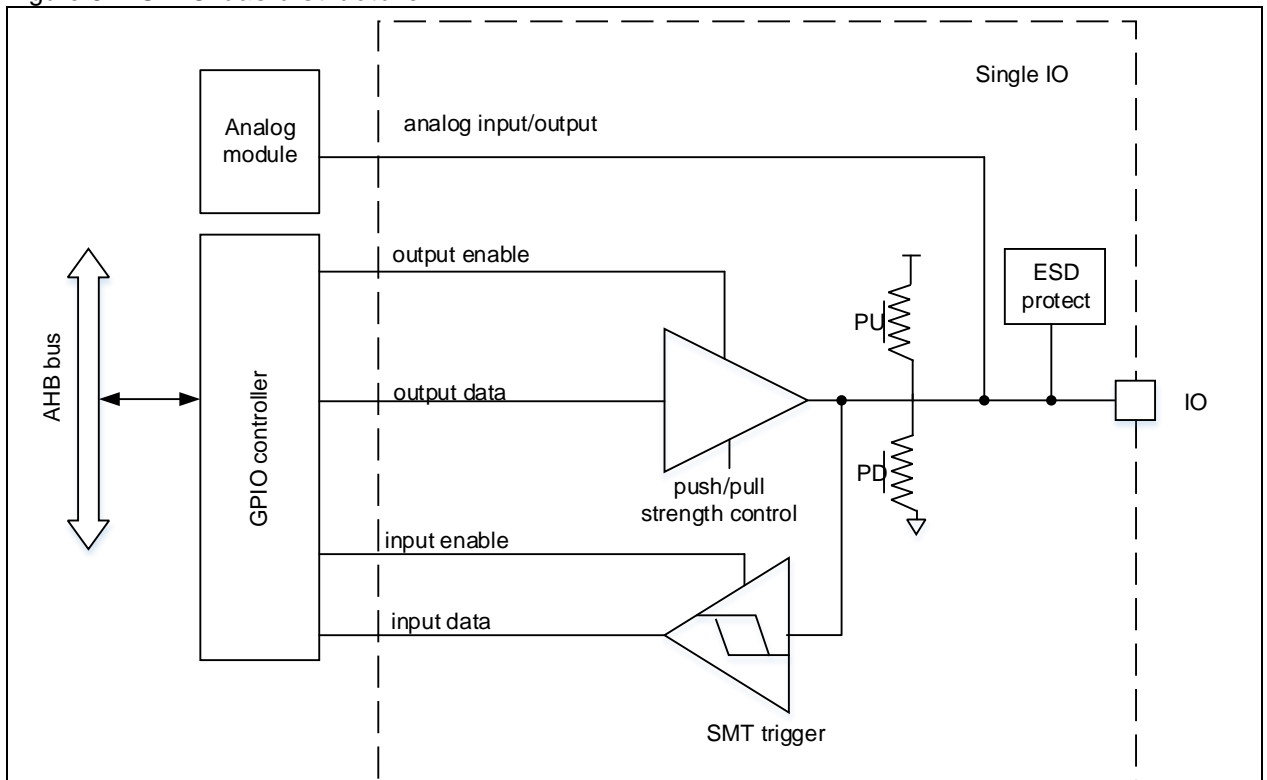 Single IO
Analog
module
analog input/output
output enable
ESD
protect
PU
AHB bus
GPIO controller
output data
IO
PD
push/pull
strength control
input enable
input data
SMT trigger